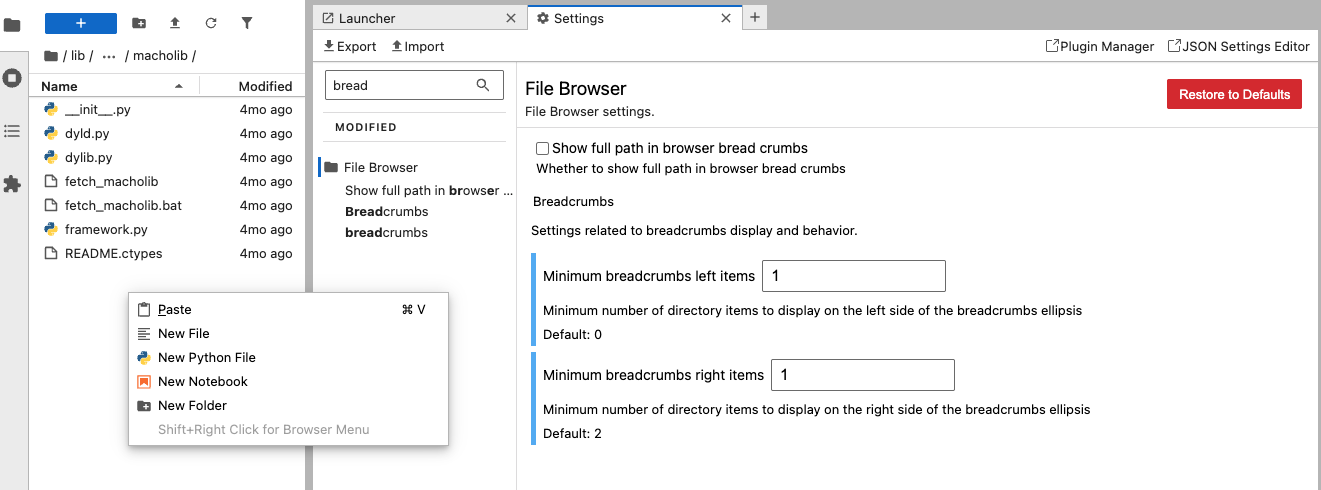 +
/ lib / ... / macholib /
Name Modified
__init__.py 4mo ago
dyld.py 4mo ago
dylib.py 4mo ago
fetch_macholib 4mo ago
fetch_macholib.bat 4mo ago
framework.py 4mo ago
README.ctypes 4mo ago
Paste ⌘ V
New File
New Python File
New Notebook
New Folder
Shift+Right Click for Browser Menu
Launcher
Settings
+
Export Import
Plugin Manager JSON Settings Editor
bread
MODIFIED
File Browser
Show full path in browser ...
Breadcrumbs
breadcrumbs
File Browser
File Browser settings.
Restore to Defaults
Show full path in browser bread crumbs
Whether to show full path in browser bread crumbs
Breadcrumbs
Settings related to breadcrumbs display and behavior.
Minimum breadcrumbs left items 1
Minimum number of directory items to display on the left side of the breadcrumbs ellipsis
Default: 0
Minimum breadcrumbs right items 1
Minimum number of directory items to display on the right side of the breadcrumbs ellipsis
Default: 2